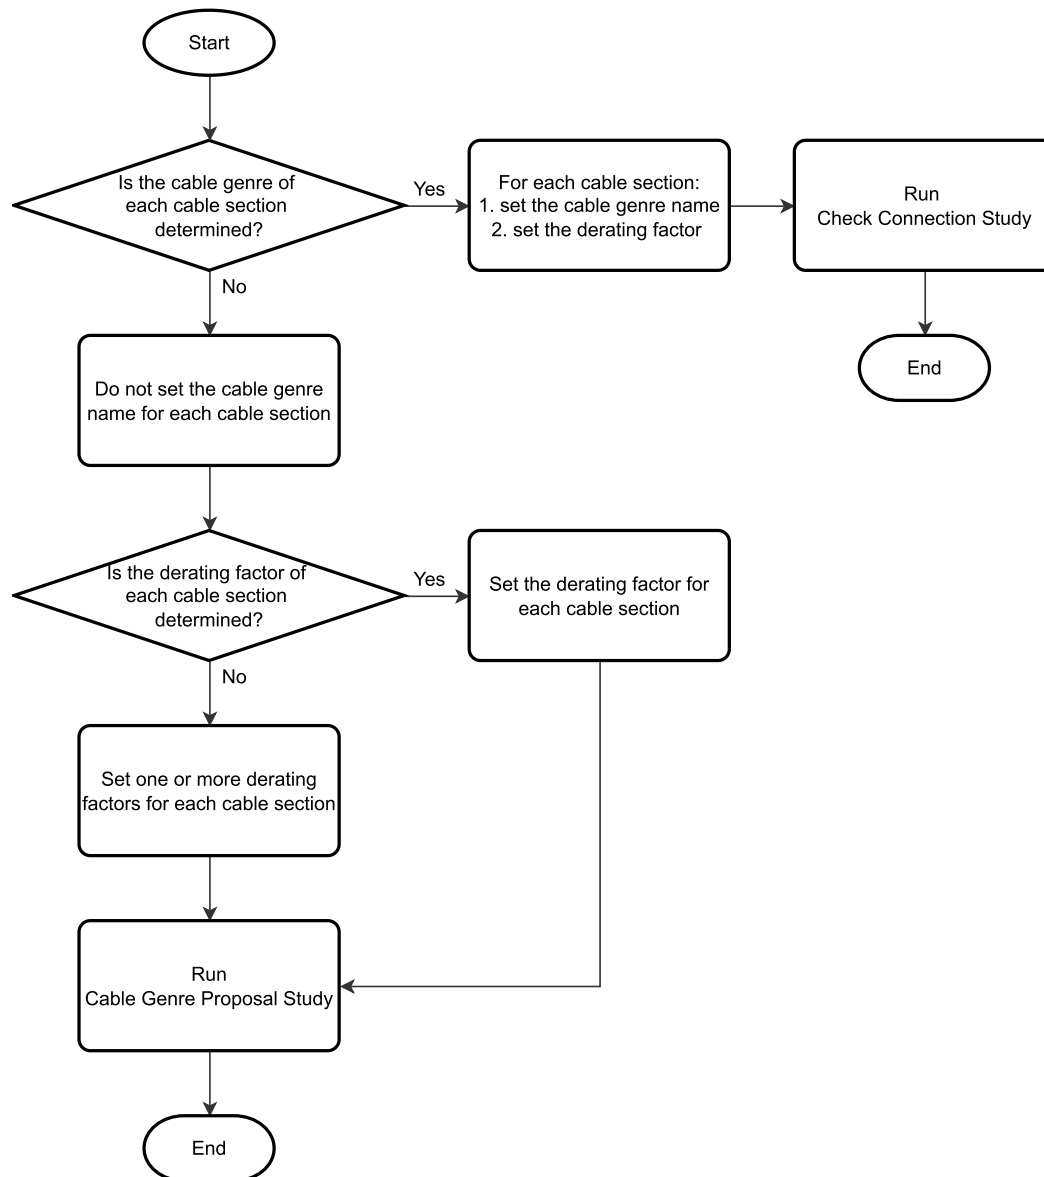 Start
Is the cable genre of
each cable section
determined?
Yes
For each cable section:
1. set the cable genre name
2. set the derating factor
Run
Check Connection Study
End
No
Do not set the cable genre
name for each cable section
Is the derating factor of
each cable section
determined?
Yes
Set the derating factor for
each cable section
No
Set one or more derating
factors for each cable section
Run
Cable Genre Proposal Study
End